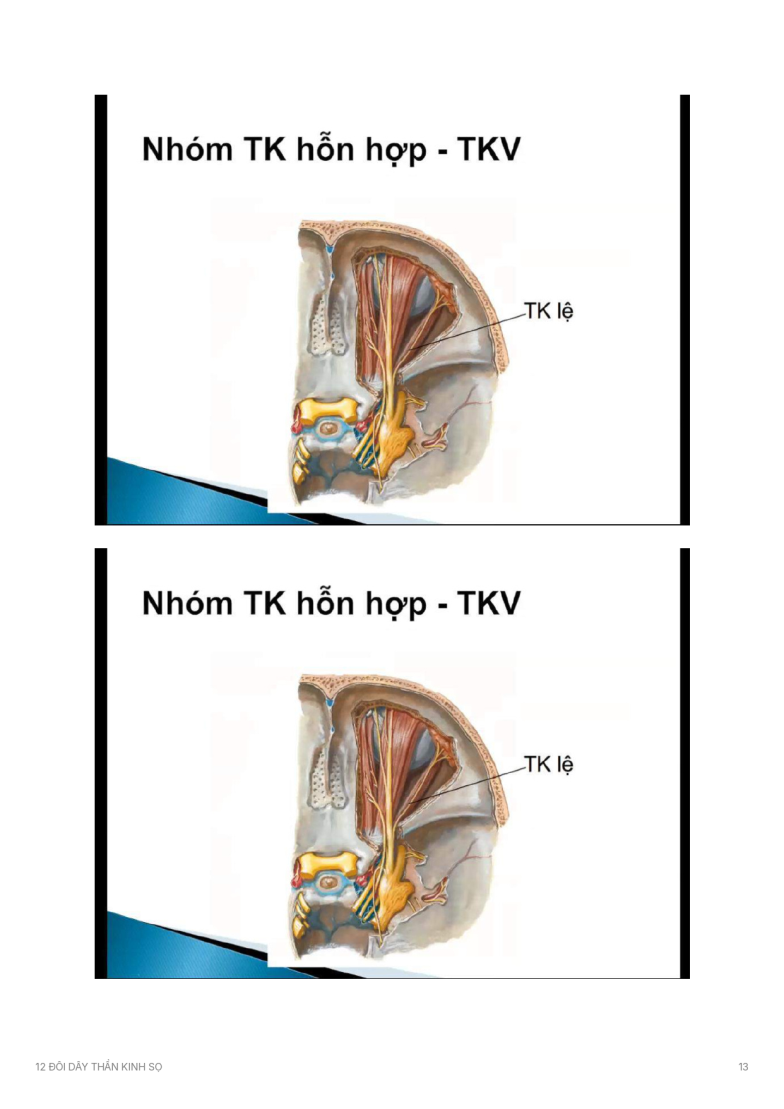 Nhóm TK hỗn hợp - TKV
TK lệ
Nhóm TK hỗn hợp - TKV
TK lệ
12 ĐÔI DÂY THẦN KINH SỌ
13